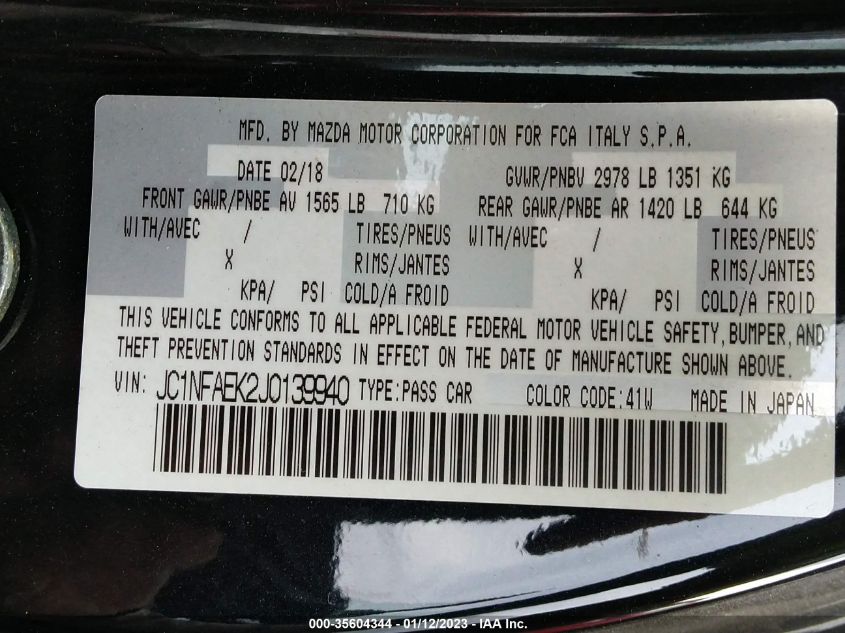 MFD. BY MAZDA MOTOR CORPORATION FOR FCA ITALY S.P.A.
DATE 02/18 GVWR/PNBV 2978 LB 1351 KG
FRONT GAWR/PNBE AV 1565 LB 710 KG REAR GAWR/PNBE AR 1420 LB 644 KG
WITH/AVEC / TIRES/PNEUS WITH/AVEC / TIRES/PNEUS
X RIMS/JANTES X RIMS/JANTES
KPA/ PSI COLD/A FROID KPA/ PSI COLD/A FROID
THIS VEHICLE CONFORMS TO ALL APPLICABLE FEDERAL MOTOR VEHICLE SAFETY, BUMPER, AND
THEFT PREVENTION STANDARDS IN EFFECT ON THE DATE OF MANUFACTURE SHOWN ABOVE.
VIN: JC1NFAEK2J0139940 TYPE:PASS CAR COLOR CODE:41W MADE IN JAPAN
000-35604344 - 01/12/2023 - IAA Inc.